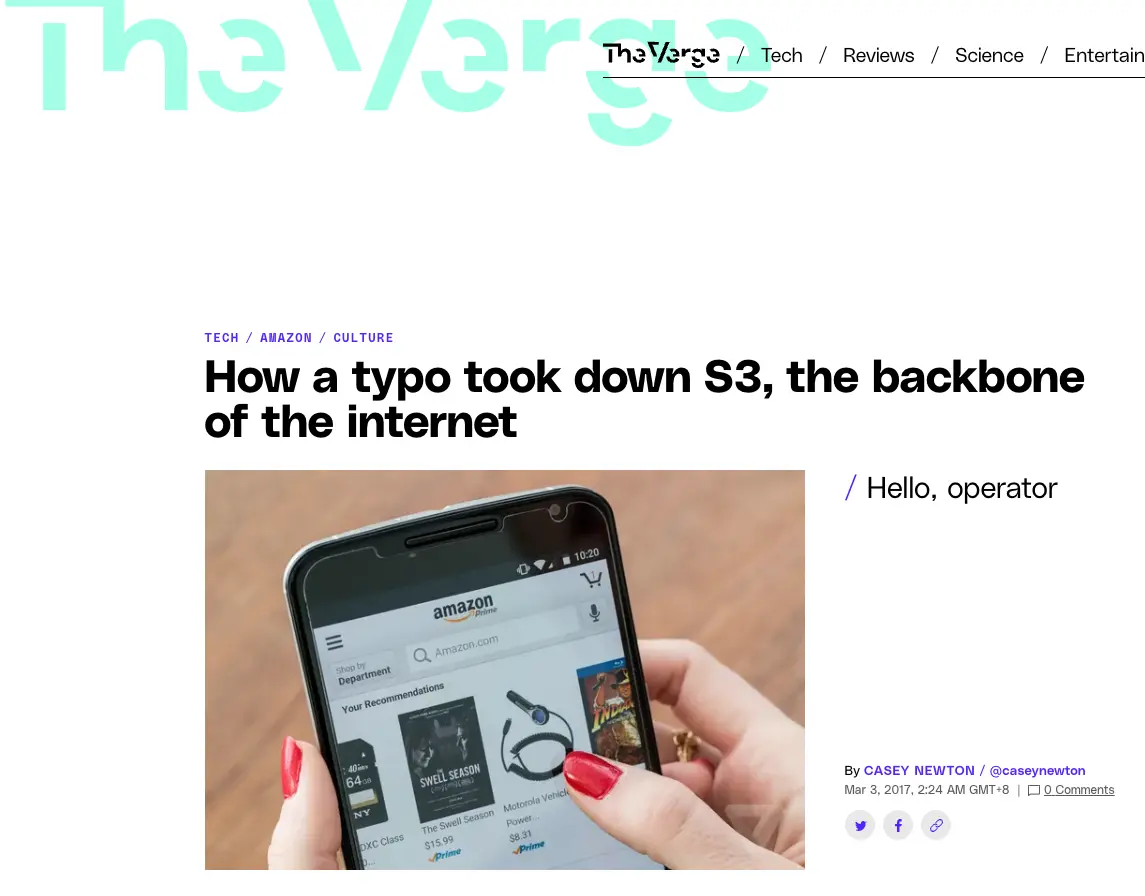 The Verge
The Verge / Tech / Reviews / Science / Entertain
TECH / AMAZON / CULTURE
How a typo took down S3, the backbone
of the internet
/ Hello, operator
10:20
1
amazon
Prime
Shop by
Department
Amazon.com
Your Recommendations
40
64GB
NY
DXC Class
THE
SWELL SEASON
The Swell Season
$15.99
Prime
Motorola Vehicle
Power...
$8.31
Prime
INDIANA
By CASEY NEWTON / @caseynewton
Mar 3, 2017, 2:24 AM GMT+8 | 0 Comments